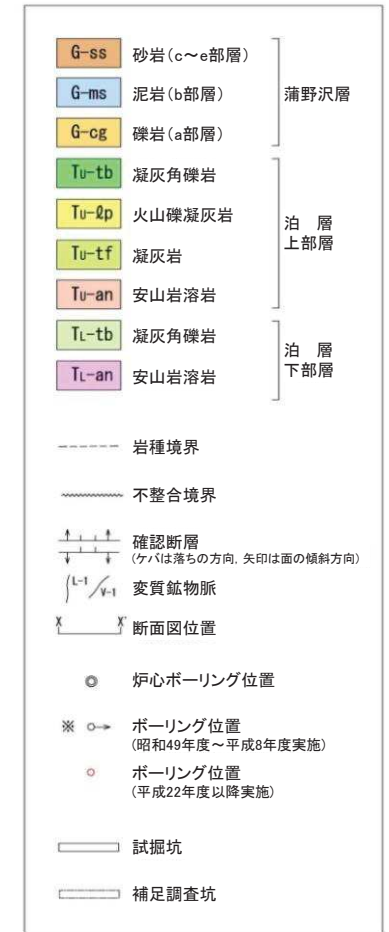 G-ss 砂岩(c～e部層)
G-ms 泥岩(b部層) 蒲野沢層
G-cg 礫岩(a部層)
Tu-tb 凝灰角礫岩
Tu-ℓp 火山礫凝灰岩 泊 層
上部層
Tu-tf 凝灰岩
Tu-an 安山岩溶岩
TL-tb 凝灰角礫岩 泊 層
下部層
TL-an 安山岩溶岩
岩種境界
不整合境界
確認断層
(ケバは落ちの方向, 矢印は面の傾斜方向)
L-1 V-1 変質鉱物脈
X X' 断面図位置
炉心ボーリング位置
※ ボーリング位置
(昭和49年度～平成8年度実施)
ボーリング位置
(平成22年度以降実施)
試掘坑
補足調査坑